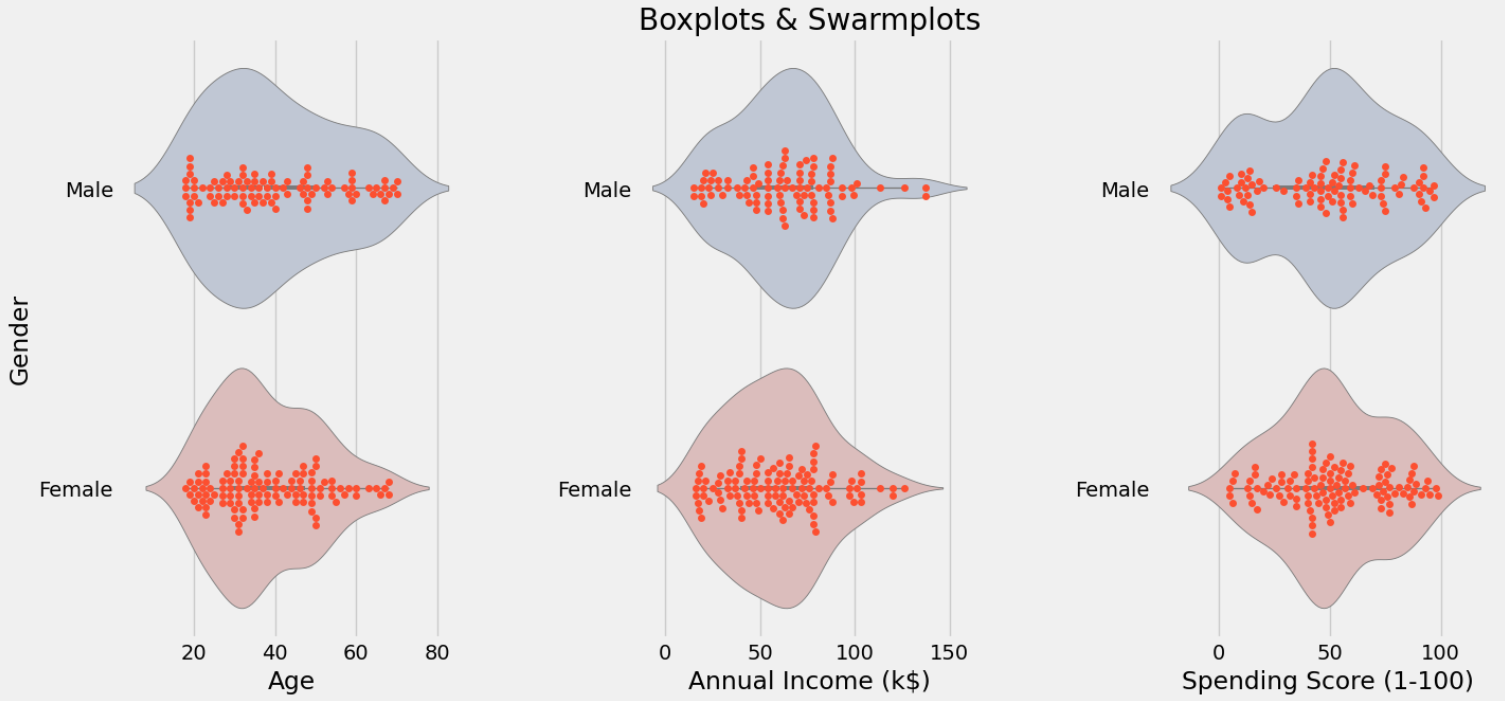 Boxplots & Swarmplots
Gender
Male
Female
20 40 60 80
Age
Male
Female
0 50 100 150
Annual Income (k$)
Male
Female
0 50 100
Spending Score (1-100)